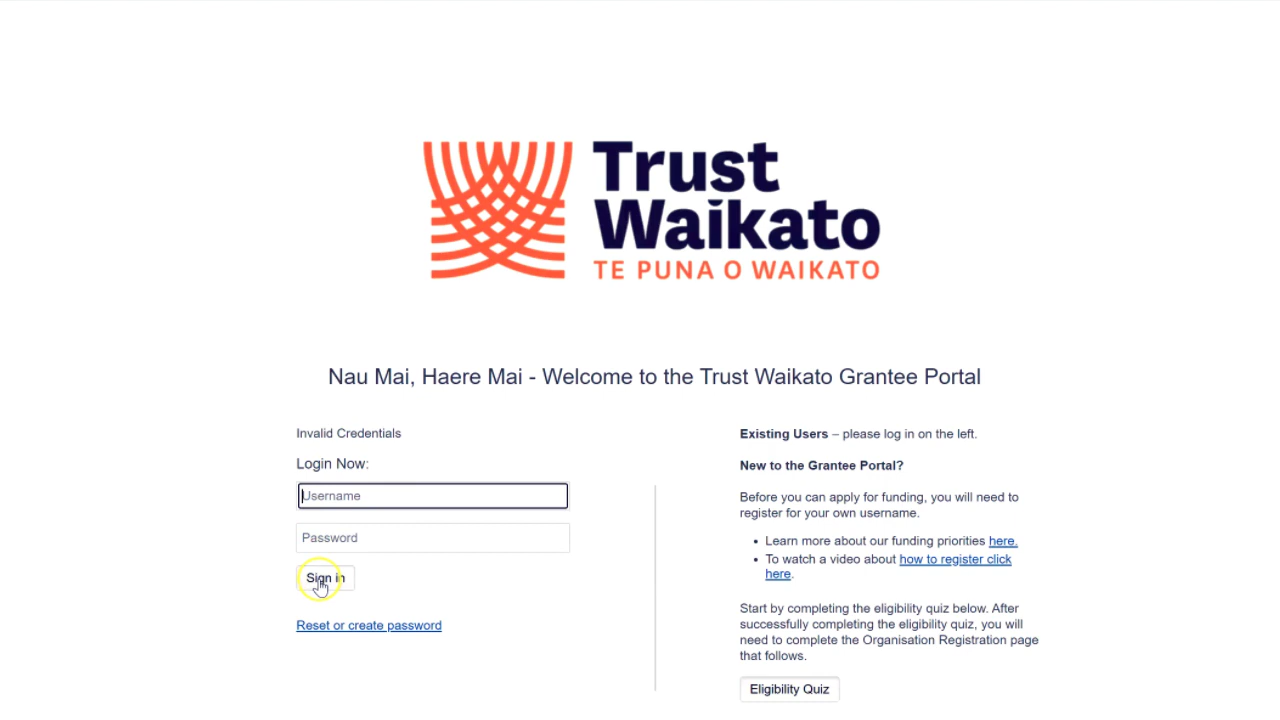 Trust
Waikato
TE PUNA O WAIKATO
Nau Mai, Haere Mai - Welcome to the Trust Waikato Grantee Portal
Invalid Credentials
Login Now:
Username
Password
Sign in
Reset or create password
Existing Users – please log in on the left.
New to the Grantee Portal?
Before you can apply for funding, you will need to
register for your own username.
• Learn more about our funding priorities here.
• To watch a video about how to register click
here.
Start by completing the eligibility quiz below. After
successfully completing the eligibility quiz, you will
need to complete the Organisation Registration page
that follows.
Eligibility Quiz